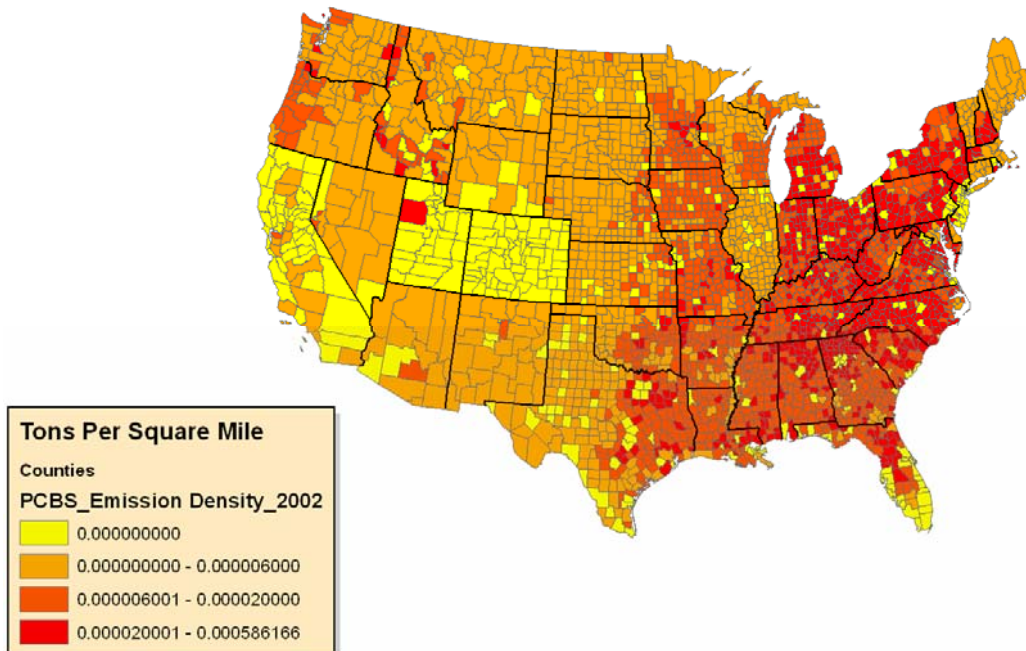 Tons Per Square Mile
Counties
PCBS_Emission Density_2002
0.000000000
0.000000000 - 0.000006000
0.000006001 - 0.000020000
0.000020001 - 0.000586166